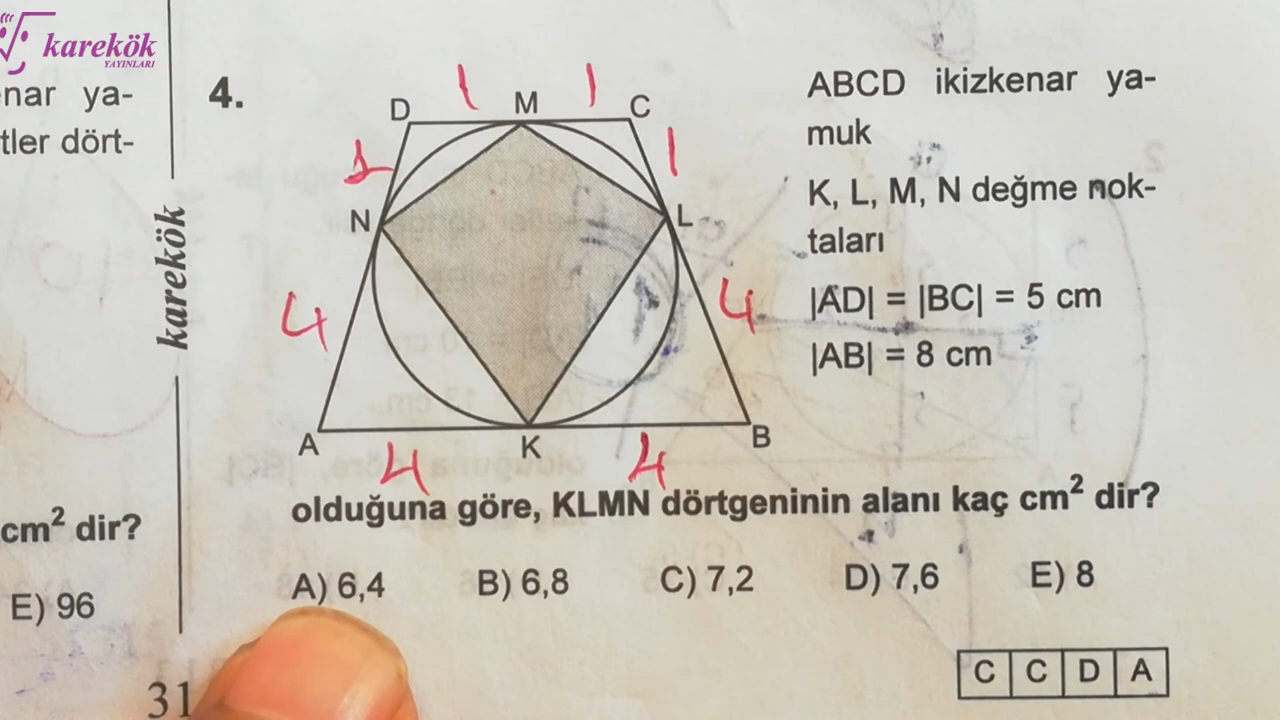 karekök
YAYINLARI
enar ya-
tler dört-
karekök
cm² dir?
E) 96
31
4.
D M C
1 1
1 1
N L
4 4
A K B
4 4
ABCD ikizkenar ya-
muk
K, L, M, N değme nok-
taları
|AD| = |BC| = 5 cm
|AB| = 8 cm
olduğuna göre, KLMN dörtgeninin alanı kaç cm² dir?
A) 6,4 B) 6,8 C) 7,2 D) 7,6 E) 8
C C D A